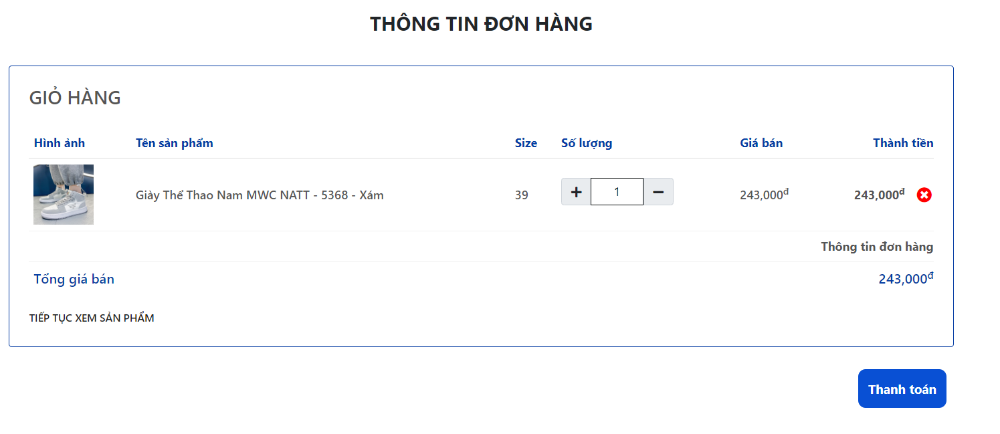 THÔNG TIN ĐƠN HÀNG
GIỎ HÀNG
Hình ảnh Tên sản phẩm Size Số lượng Giá bán Thành tiền
Giày Thể Thao Nam MWC NATT - 5368 - Xám 39 + 1 − 243,000đ 243,000đ
Thông tin đơn hàng
Tổng giá bán 243,000đ
TIẾP TỤC XEM SẢN PHẨM
Thanh toán